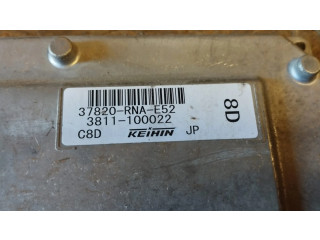 37820-RNA-E52
3811-100022
C8D KEIHIN JP
8D